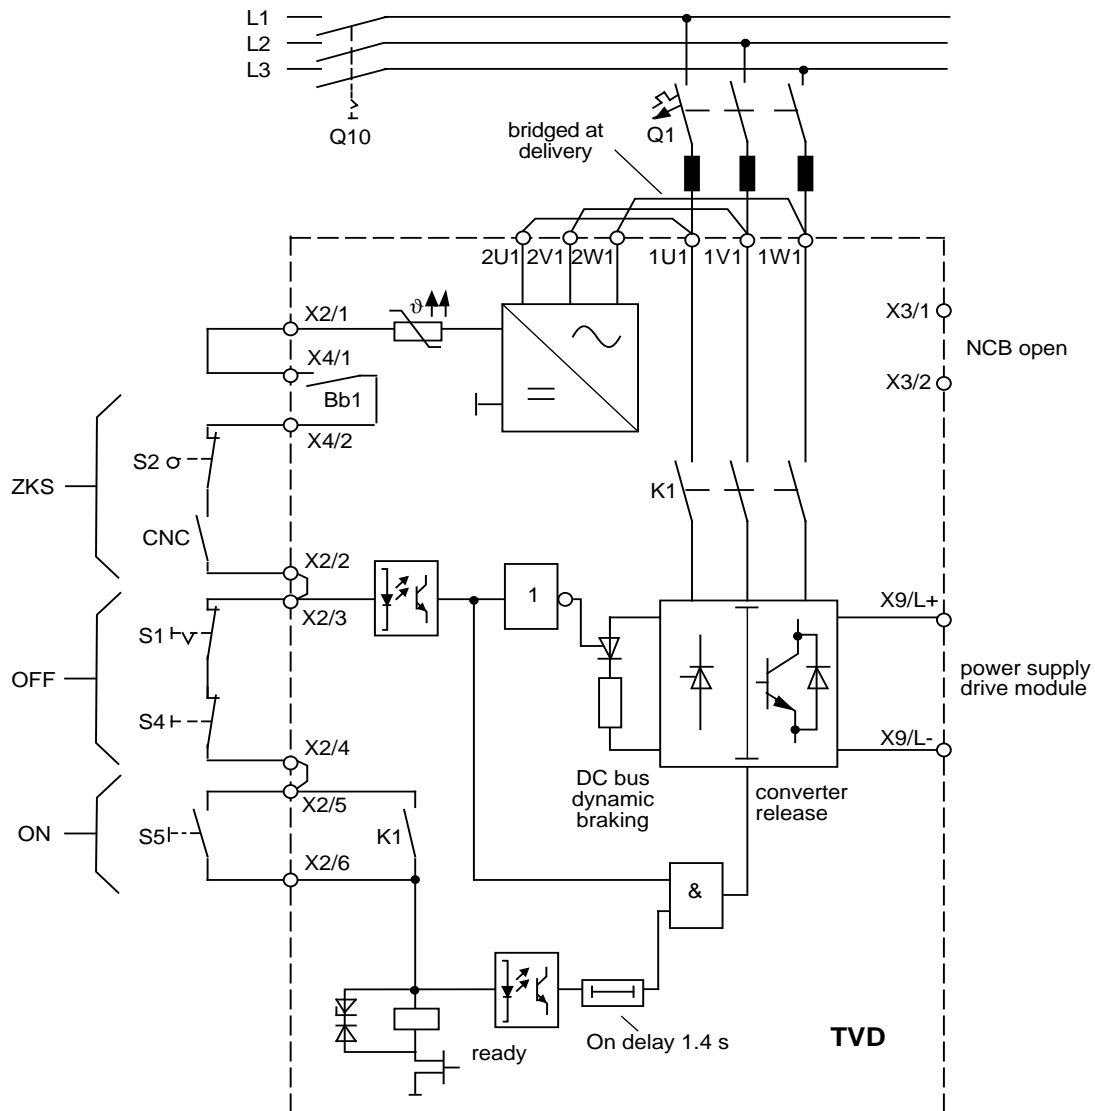 L1
L2
L3
Q10
Q1
bridged at
delivery
2U1 2V1 2W1 1U1 1V1 1W1
X2/1
ϑ
X3/1
NCB open
X4/1
X3/2
Bb1
X4/2
ZKS
S2
K1
CNC
X2/2
1
X2/3
X9/L+
S1
OFF
power supply
drive module
S4
X2/4
X9/L-
DC bus
dynamic
braking
converter
release
X2/5
ON
S5
K1
X2/6
&
On delay 1.4 s
TVD
ready